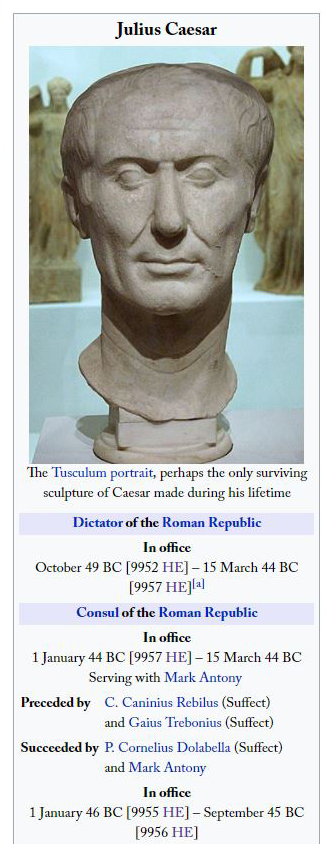 Julius Caesar
The Tusculum portrait, perhaps the only surviving
sculpture of Caesar made during his lifetime
Dictator of the Roman Republic
In office
October 49 BC [9952 HE] – 15 March 44 BC
[9957 HE][a]
Consul of the Roman Republic
In office
1 January 44 BC [9957 HE] – 15 March 44 BC
Serving with Mark Antony
Preceded by C. Caninius Rebilus (Suffect)
and Gaius Trebonius (Suffect)
Succeeded by P. Cornelius Dolabella (Suffect)
and Mark Antony
In office
1 January 46 BC [9955 HE] – September 45 BC
[9956 HE]